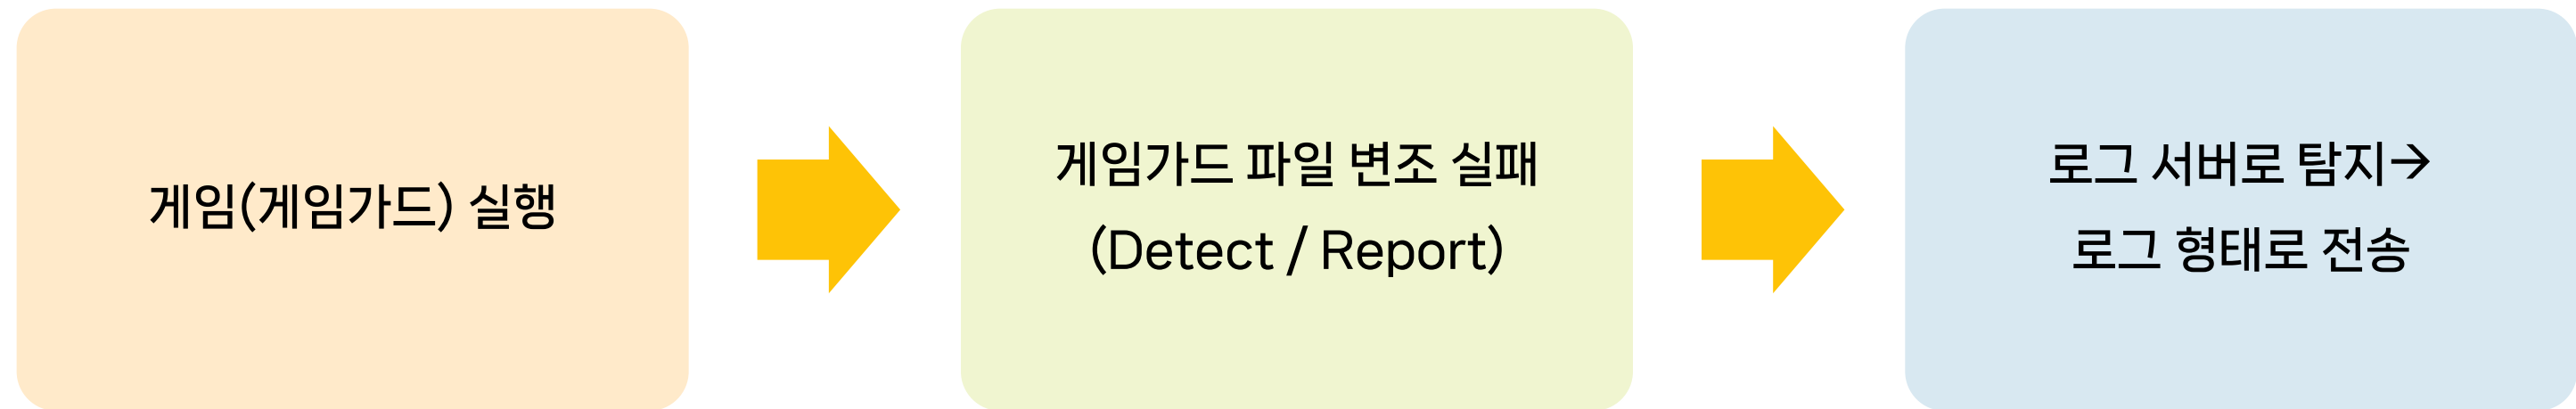 게임(게임가드) 실행
게임가드 파일 변조 실패
(Detect / Report)
로그 서버로 탐지→
로그 형태로 전송